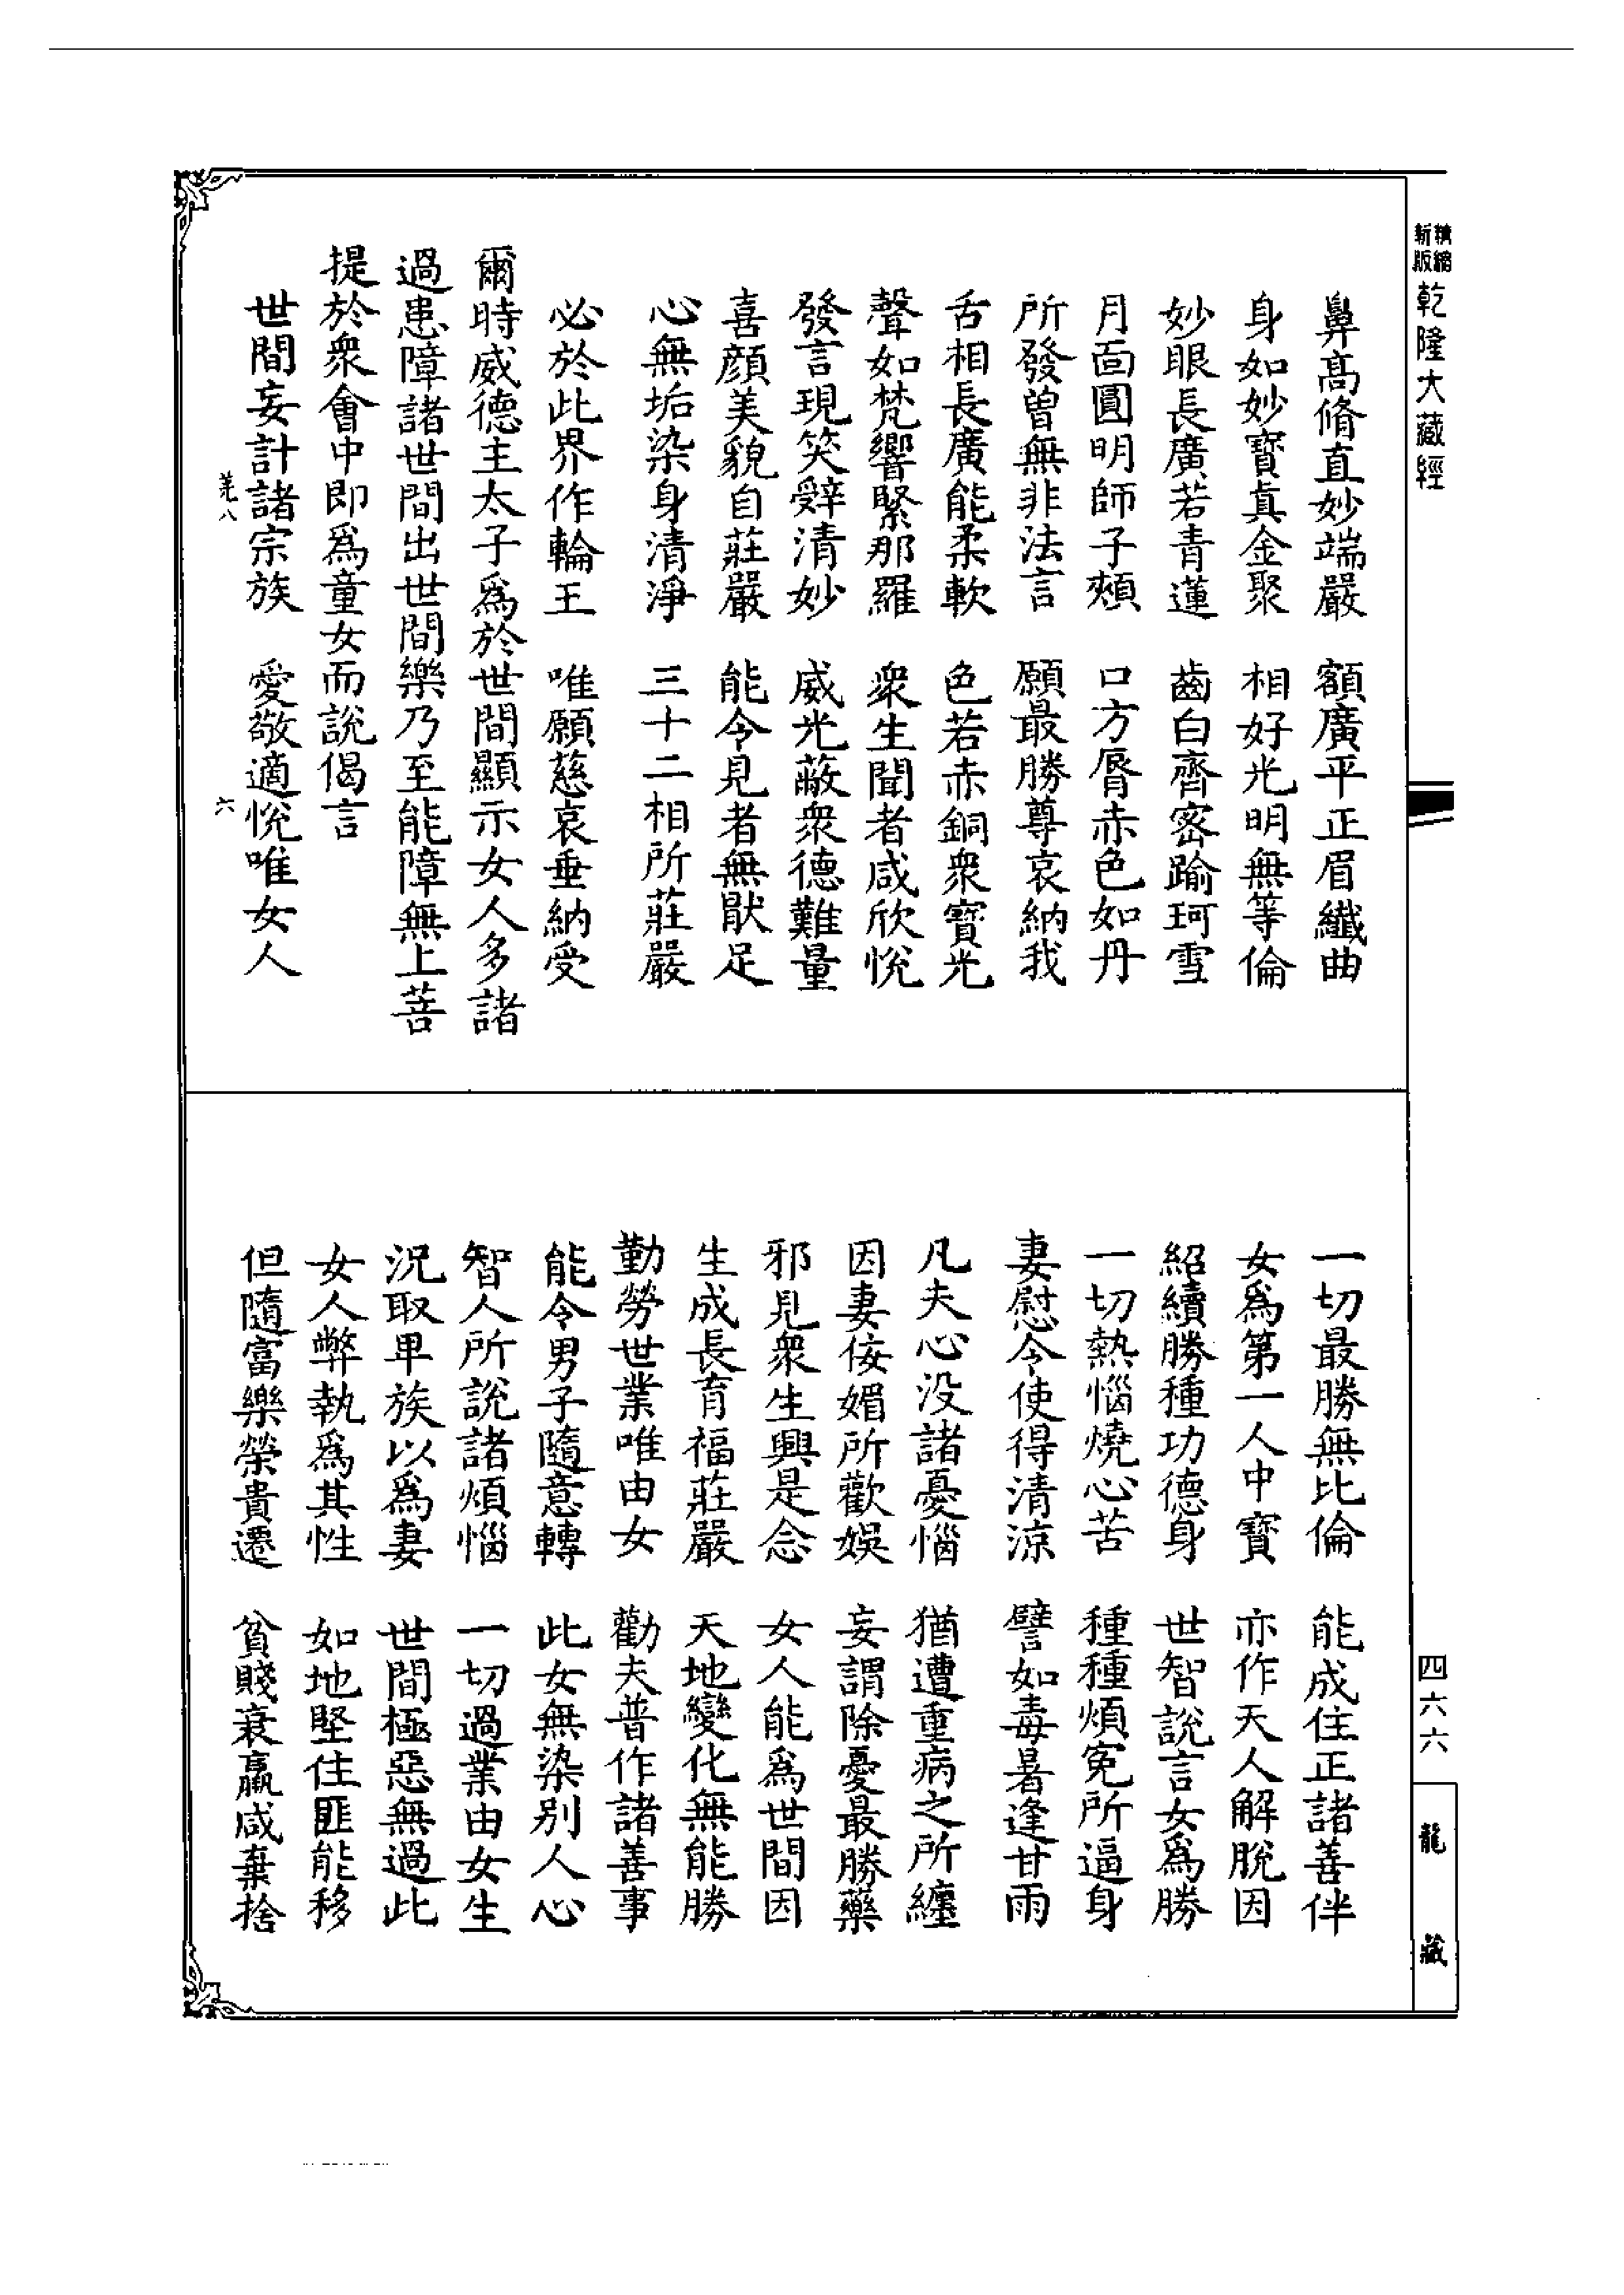 新版精縮乾隆大藏經
鼻高脩直妙端嚴　額廣平正眉纖曲
身如妙寶真金聚　相好光明無等倫
妙眼長廣若青蓮　齒白齊密踰珂雪
月面圓明師子頰　口方脣赤色如丹
所發曾無非法言　願最勝尊哀納我
舌相長廣能柔軟　色若赤銅衆寶光
聲如梵響緊那羅　衆生聞者咸欣悅
發言現笑辭清妙　威光蔽衆德難量
喜顏美貌自莊嚴　能令見者無猒足
心無垢染身清淨　三十二相所莊嚴
必於此界作輪王　唯願慈哀垂納受
爾時威德主太子爲於世間顯示女人多諸
過患障諸世間出世間樂乃至能障無上菩
提於衆會中即爲童女而說偈言
世間妄計諸宗族　愛敬適悅唯女人
八　六
一切最勝無比倫　能成住正諸善伴
女爲第一人中寶　亦作天人解脫因
紹續勝種功德身　世智說言女爲勝
一切熱惱燒心苦　種種煩冤所逼身
妻慰令使得清涼　譬如毒暑逢甘雨
凡夫心没諸憂惱　猶遭重病之所纏
因妻侫媚所歡娛　妄謂除憂最勝藥
邪見衆生興是念　女人能爲世間因
生成長育福莊嚴　天地變化無能勝
勤勞世業唯由女　勸夫普作諸善事
能令男子隨意轉　此女無染别人心
智人所說諸煩惱　一切過業由女生
況取卑族以爲妻　世間極惡無過此
女人弊執爲其性　如地堅住匪能移
但隨富樂榮貴遷　貧賤衰羸咸棄捨
四六六
龍藏